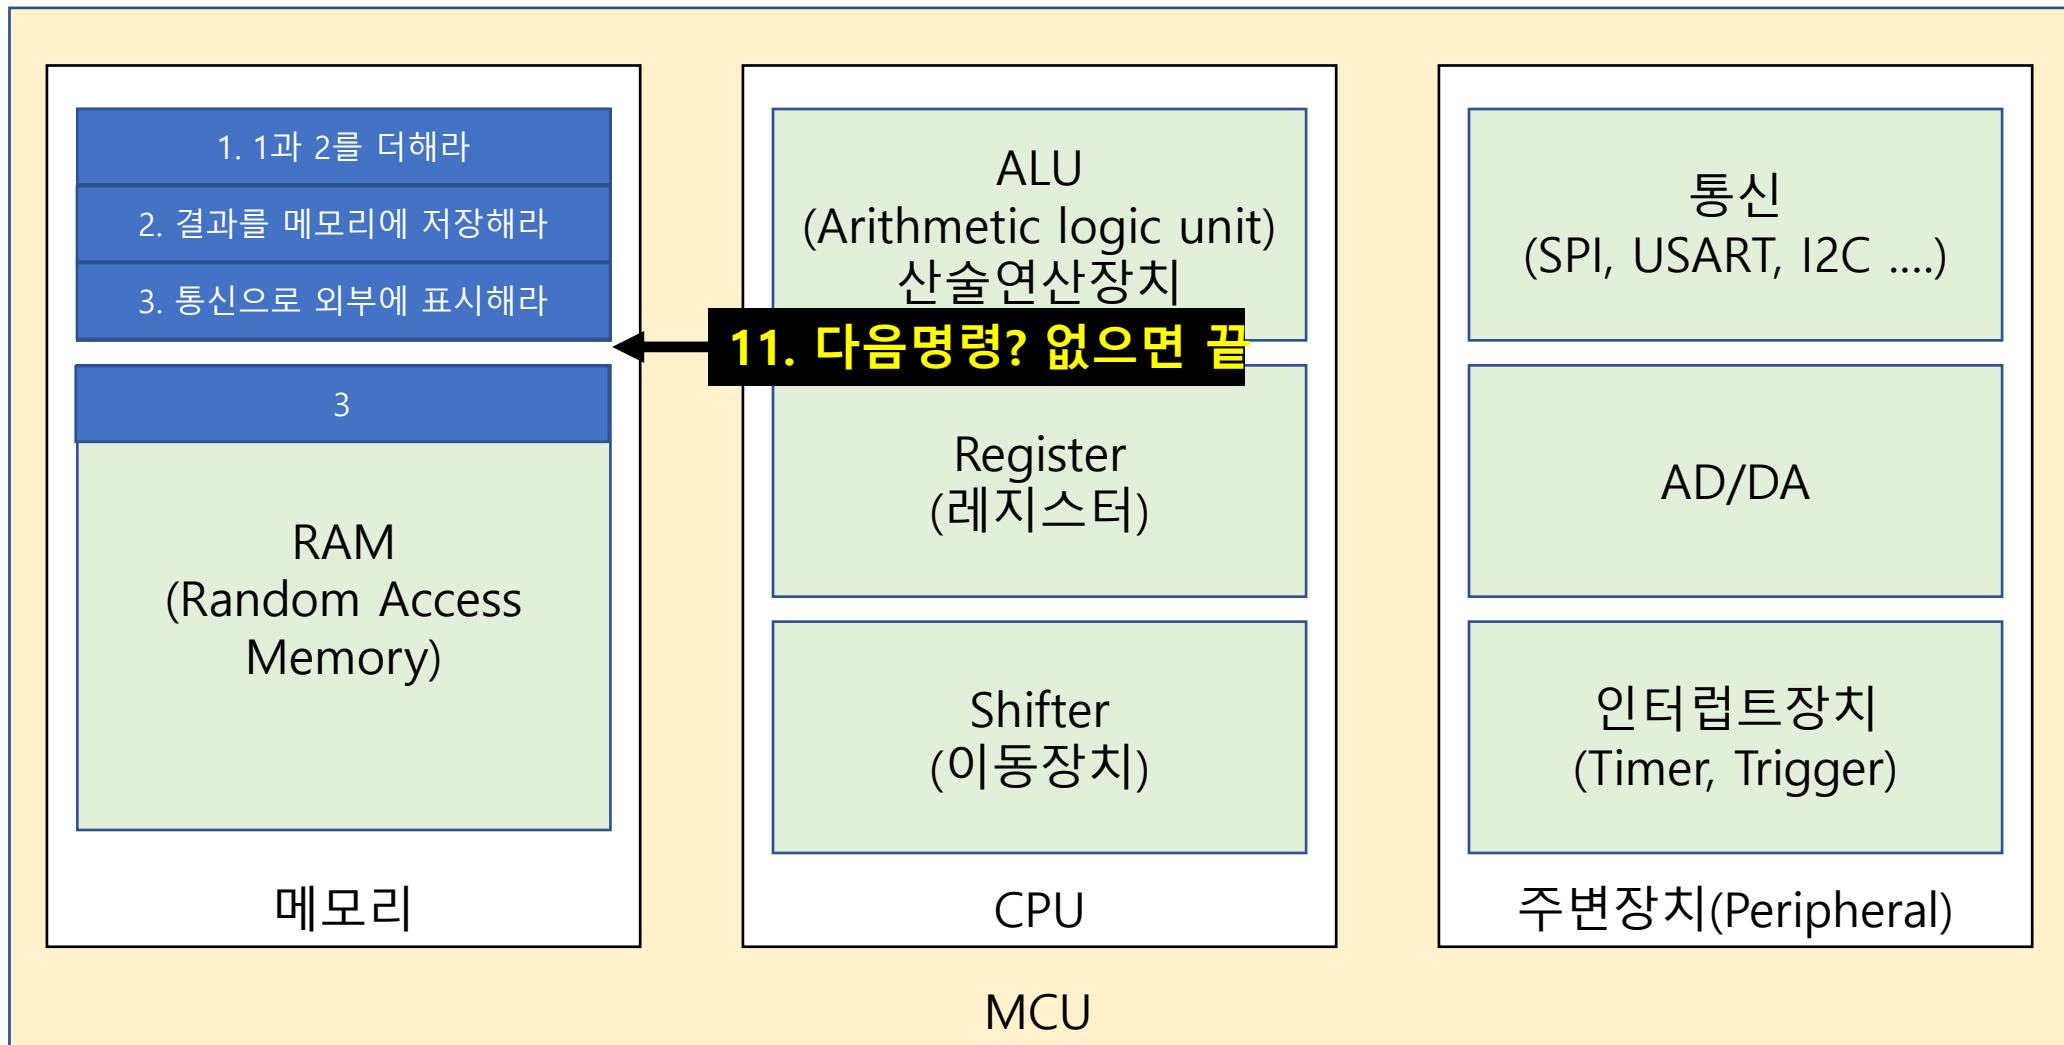 1. 1과 2를 더해라
2. 결과를 메모리에 저장해라
3. 통신으로 외부에 표시해라
3
RAM
(Random Access
Memory)
메모리
ALU
(Arithmetic logic unit)
산술연산장치
11. 다음명령? 없으면 끝
Register
(레지스터)
Shifter
(이동장치)
CPU
통신
(SPI, USART, I2C ....)
AD/DA
인터럽트장치
(Timer, Trigger)
주변장치(Peripheral)
MCU